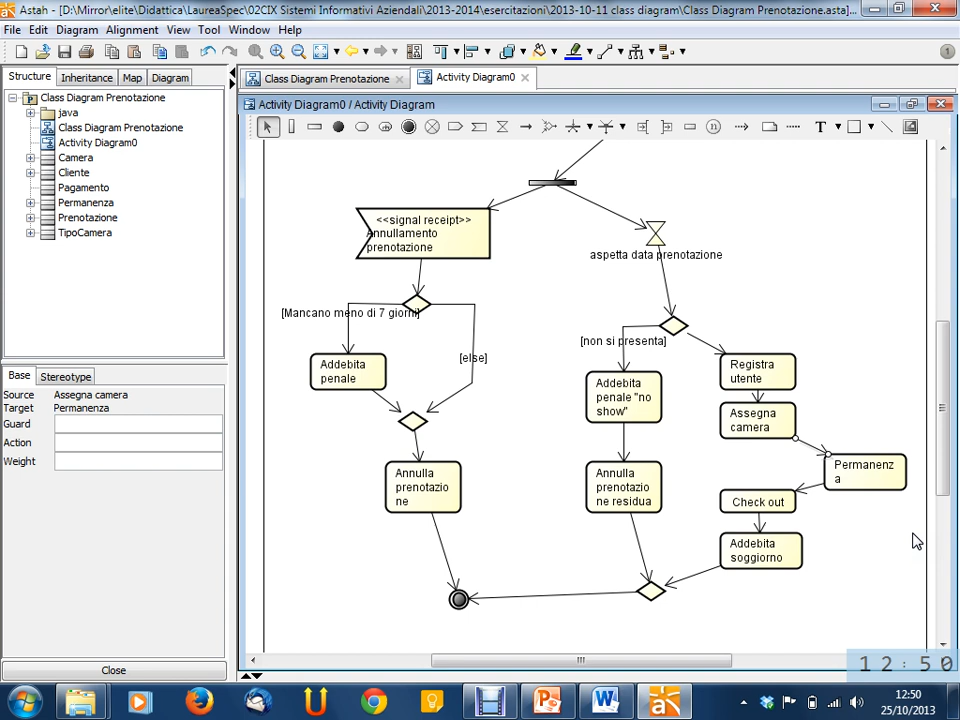 Astah - [D:\Mirror\elite\Didattica\LaureaSpec\02CIX Sistemi Informativi Aziendali\2013-2014\esercitazioni\2013-10-11 class diagram\Class Diagram Prenotazione.asta]...
File Edit Diagram Alignment View Tool Window Help
Structure Inheritance Map Diagram
Class Diagram Prenotazione Activity Diagram0
Class Diagram Prenotazione
java
Class Diagram Prenotazione
Activity Diagram0
Camera
Cliente
Pagamento
Permanenza
Prenotazione
TipoCamera
Base Stereotype
Source Assegna camera
Target Permanenza
Guard
Action
Weight
Close
Activity Diagram0 / Activity Diagram
T
<<signal receipt>>
Annullamento
prenotazione
aspetta data prenotazione
[Mancano meno di 7 giorni]
[else]
Addebita
penale
Annulla
prenotazio
ne
[non si presenta]
Addebita
penale "no
show"
Annulla
prenotazio
ne residua
Registra
utente
Assegna
camera
Permanenz
a
Check out
Addebita
soggiorno
12:50
12:50
25/10/2013